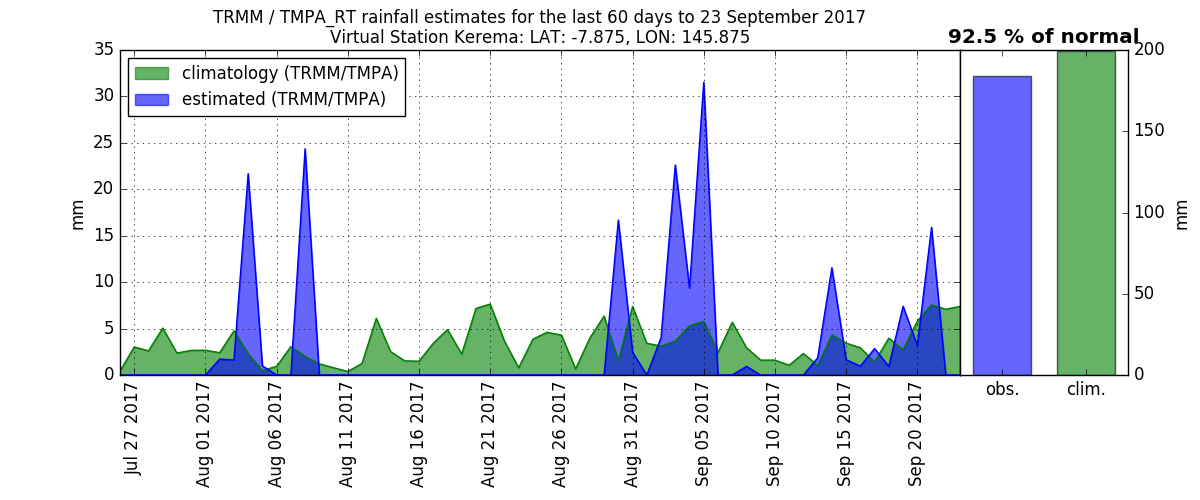 TRMM / TMPA_RT rainfall estimates for the last 60 days to 23 September 2017
Virtual Station Kerema: LAT: -7.875, LON: 145.875
92.5 % of normal
climatology (TRMM/TMPA)
estimated (TRMM/TMPA)
35
30
25
20
15
10
5
0
mm
200
150
100
50
0
mm
obs.
clim.
Jul 27 2017
Aug 01 2017
Aug 06 2017
Aug 11 2017
Aug 16 2017
Aug 21 2017
Aug 26 2017
Aug 31 2017
Sep 05 2017
Sep 10 2017
Sep 15 2017
Sep 20 2017